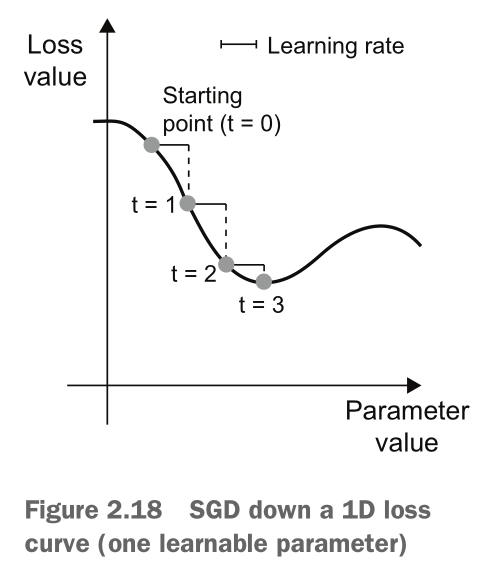 Loss
value
Learning rate
Starting
point (t = 0)
t = 1
t = 2
t = 3
Parameter
value
Figure 2.18 SGD down a 1D loss
curve (one learnable parameter)